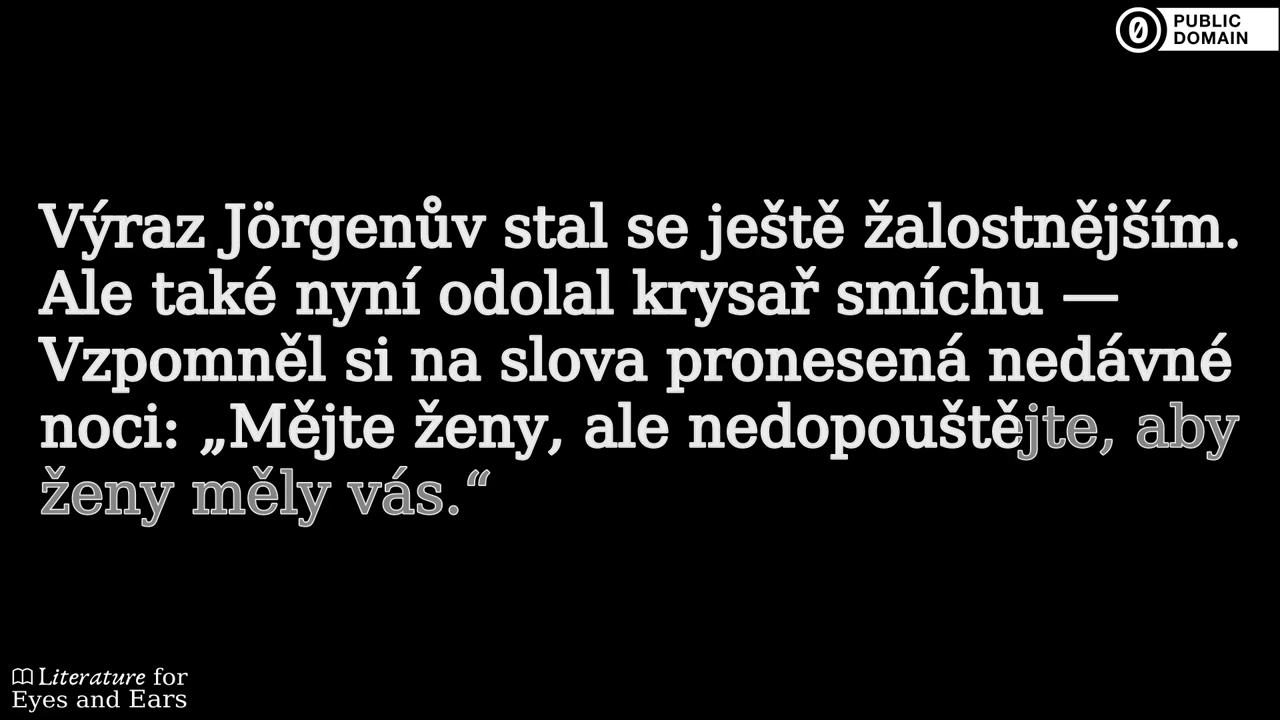 PUBLIC
DOMAIN
Výraz Jörgenův stal se ještě žalostnějším.
Ale také nyní odolal krysař smíchu —
Vzpomněl si na slova pronesená nedávné
noci: „Mějte ženy, ale nedopouštějte, aby
ženy měly vás.“
Literature for
Eyes and Ears